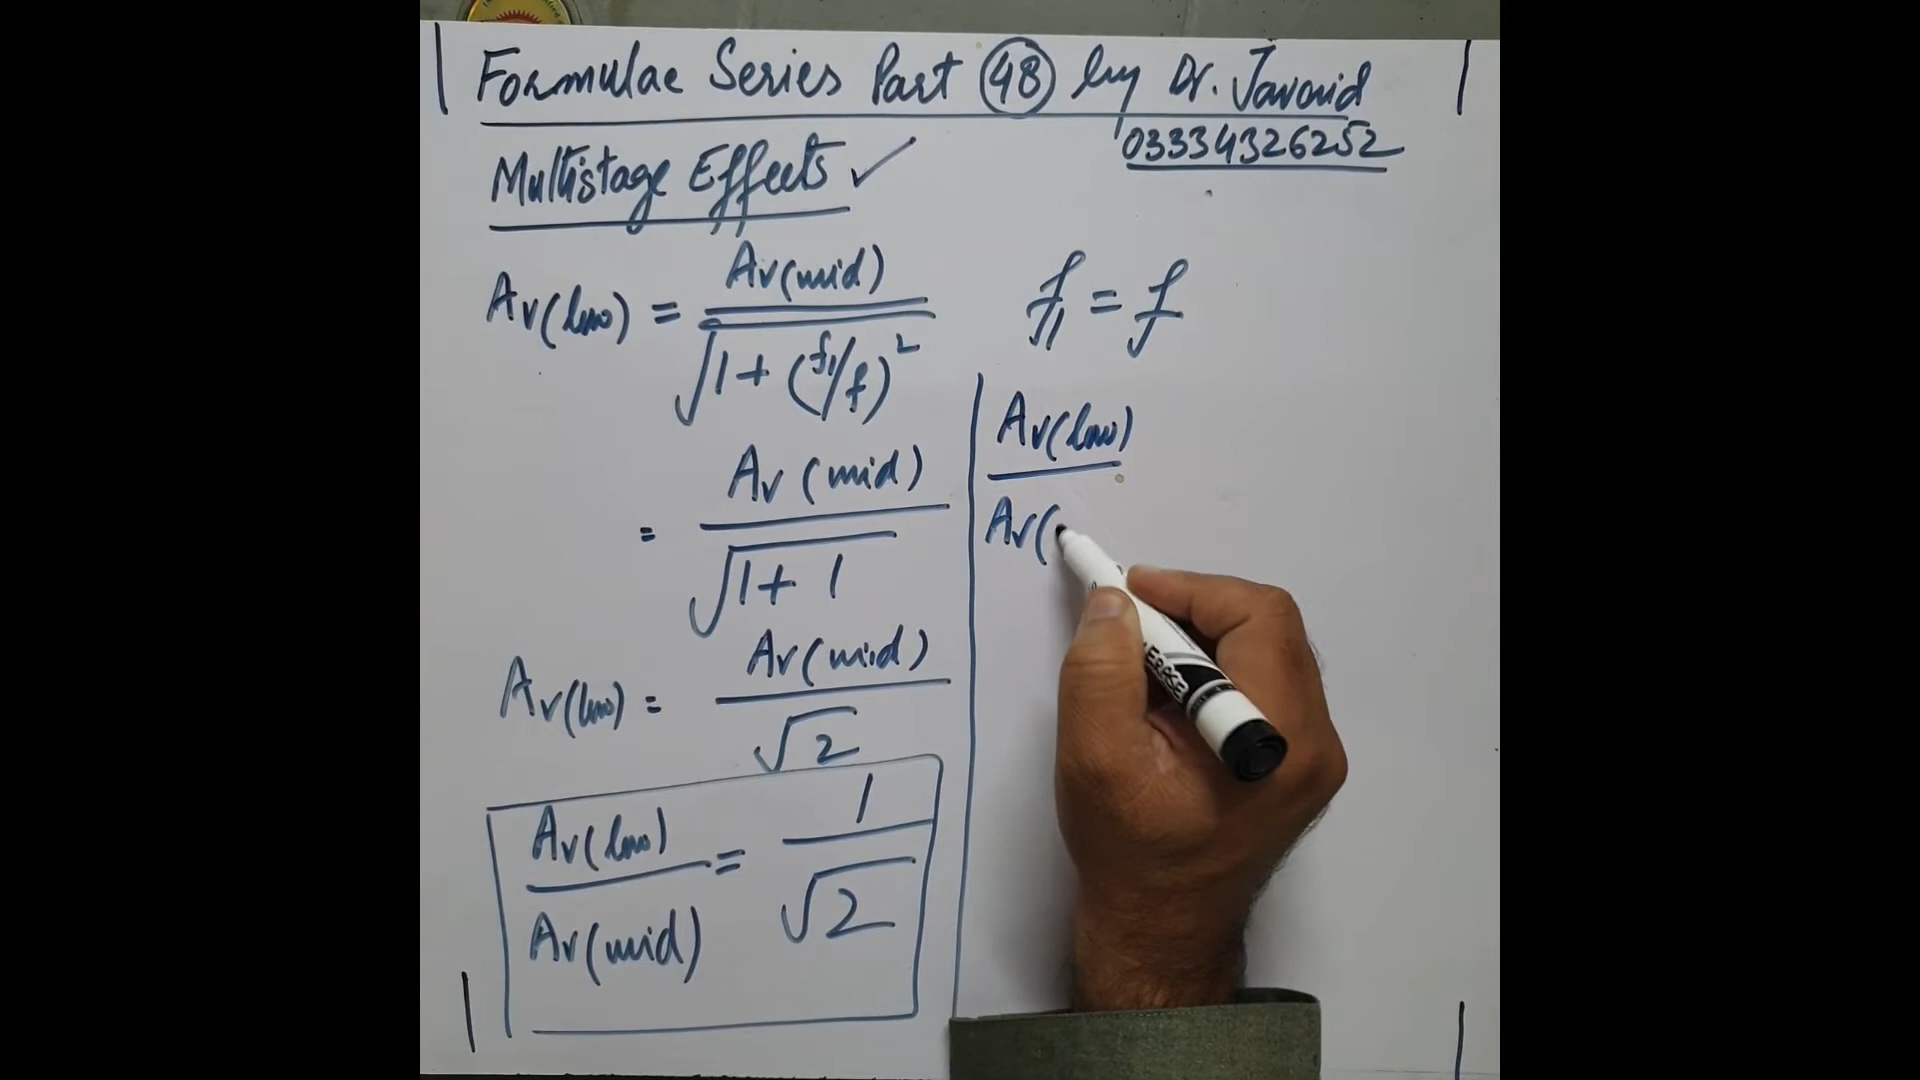 Formulae Series Part 48 by Dr. Javaid
03334326252
Multistage Effects ✓
Av(low) = Av(mid) / √1 + (f1/f)²
f1 = f
= Av (mid) / √1 + 1
Av(low) = Av(mid) / √2
Av(low) / Av(mid) = 1 / √2
Av(low)
Av(
ERASE